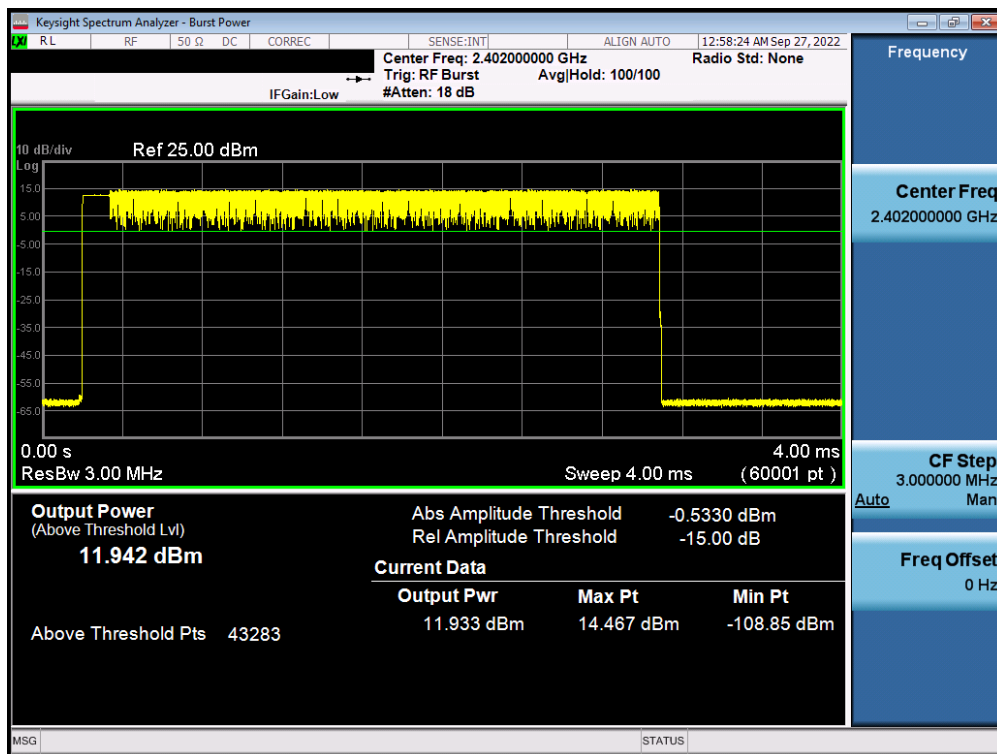 Keysight Spectrum Analyzer - Burst Power
LXI RL RF 50 Ω DC CORREC SENSE:INT ALIGN AUTO 12:58:24 AM Sep 27, 2022
Center Freq: 2.402000000 GHz Radio Std: None
Trig: RF Burst Avg|Hold: 100/100
IFGain:Low #Atten: 18 dB
Frequency
10 dB/div Ref 25.00 dBm
Log
15.0
5.00
-5.00
-15.0
-25.0
-35.0
-45.0
-55.0
-65.0
0.00 s 4.00 ms
ResBw 3.00 MHz Sweep 4.00 ms (60001 pt)
Center Freq
2.402000000 GHz
CF Step
3.000000 MHz
Auto Man
Freq Offset
0 Hz
Output Power
(Above Threshold Lvl)
11.942 dBm
Above Threshold Pts 43283
Abs Amplitude Threshold -0.5330 dBm
Rel Amplitude Threshold -15.00 dB
Current Data
Output Pwr Max Pt Min Pt
11.933 dBm 14.467 dBm -108.85 dBm
MSG STATUS